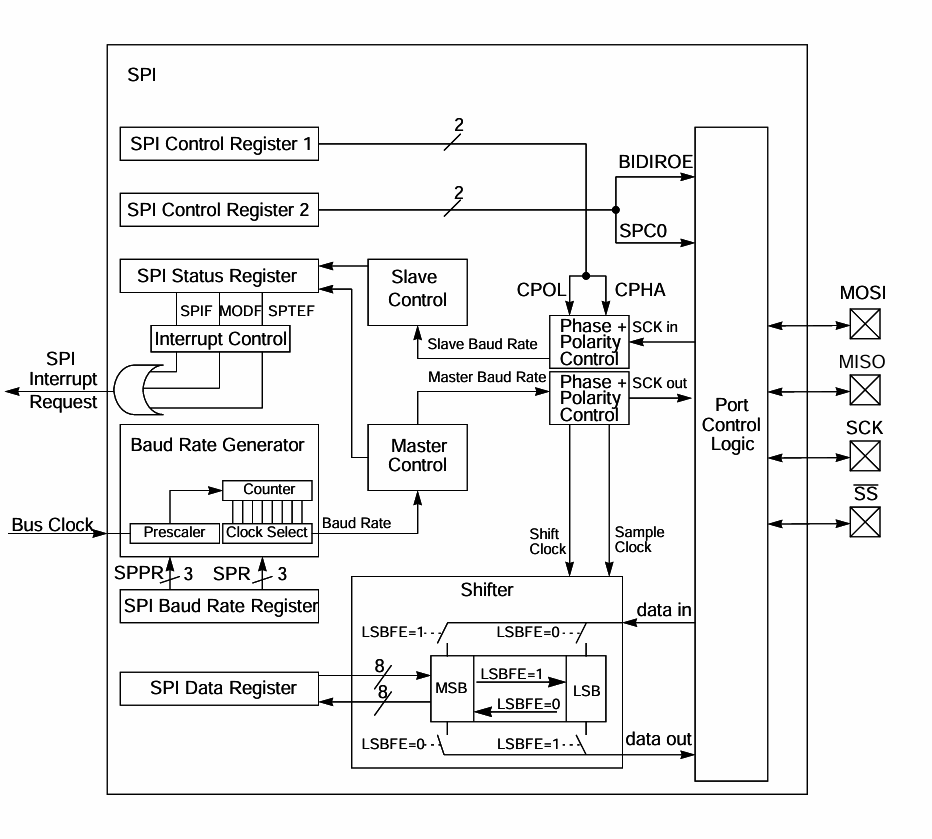 SPI
SPI Control Register 1
2
BIDIROE
SPI Control Register 2
2
SPC0
SPI Status Register
Slave
Control
CPOL
CPHA
SPIF
MODF
SPTEF
Interrupt Control
Phase +
Polarity
Control
SCK in
Slave Baud Rate
SPI
Interrupt
Request
Master Baud Rate
Phase +
Polarity
Control
SCK out
Port
Control
Logic
MOSI
MISO
SCK
SS
Baud Rate Generator
Master
Control
Counter
Bus Clock
Prescaler
Clock Select
Baud Rate
Shift
Clock
Sample
Clock
SPPR
3
SPR
3
SPI Baud Rate Register
Shifter
data in
LSBFE=1
LSBFE=0
SPI Data Register
8
8
MSB
LSBFE=1
LSBFE=0
LSB
LSBFE=0
LSBFE=1
data out